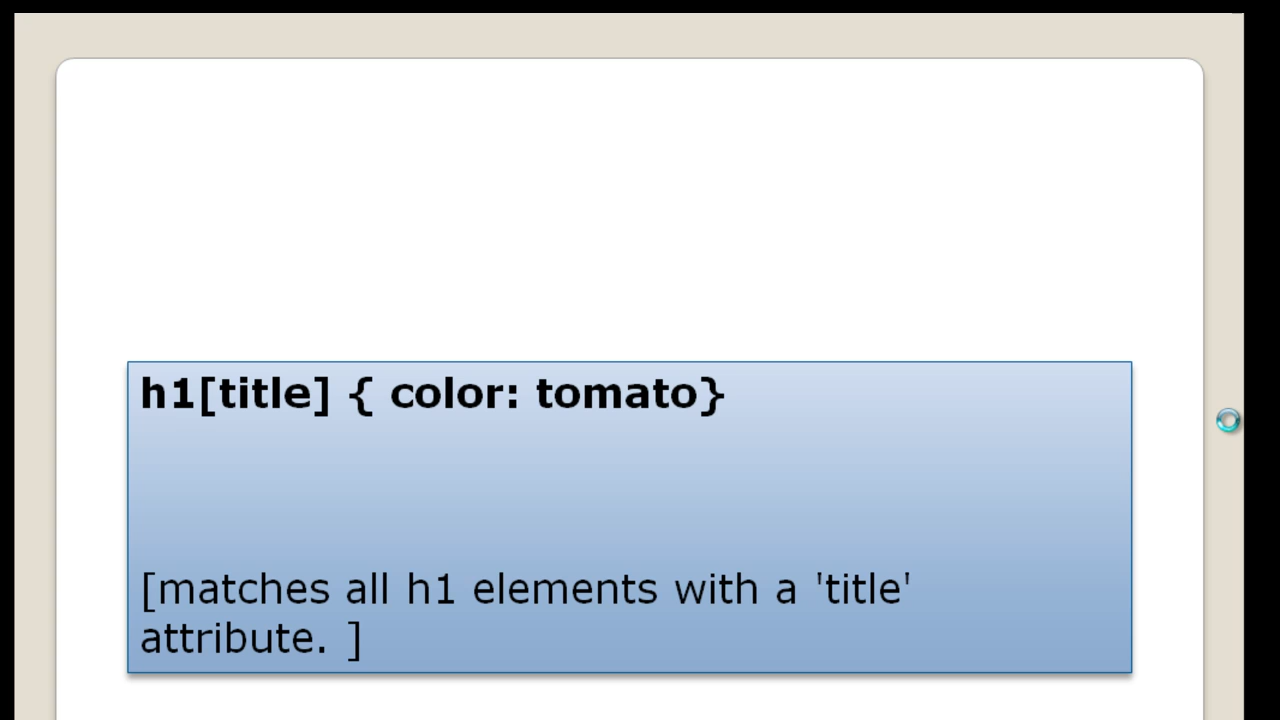 h1[title] { color: tomato}
[matches all h1 elements with a 'title'
attribute. ]